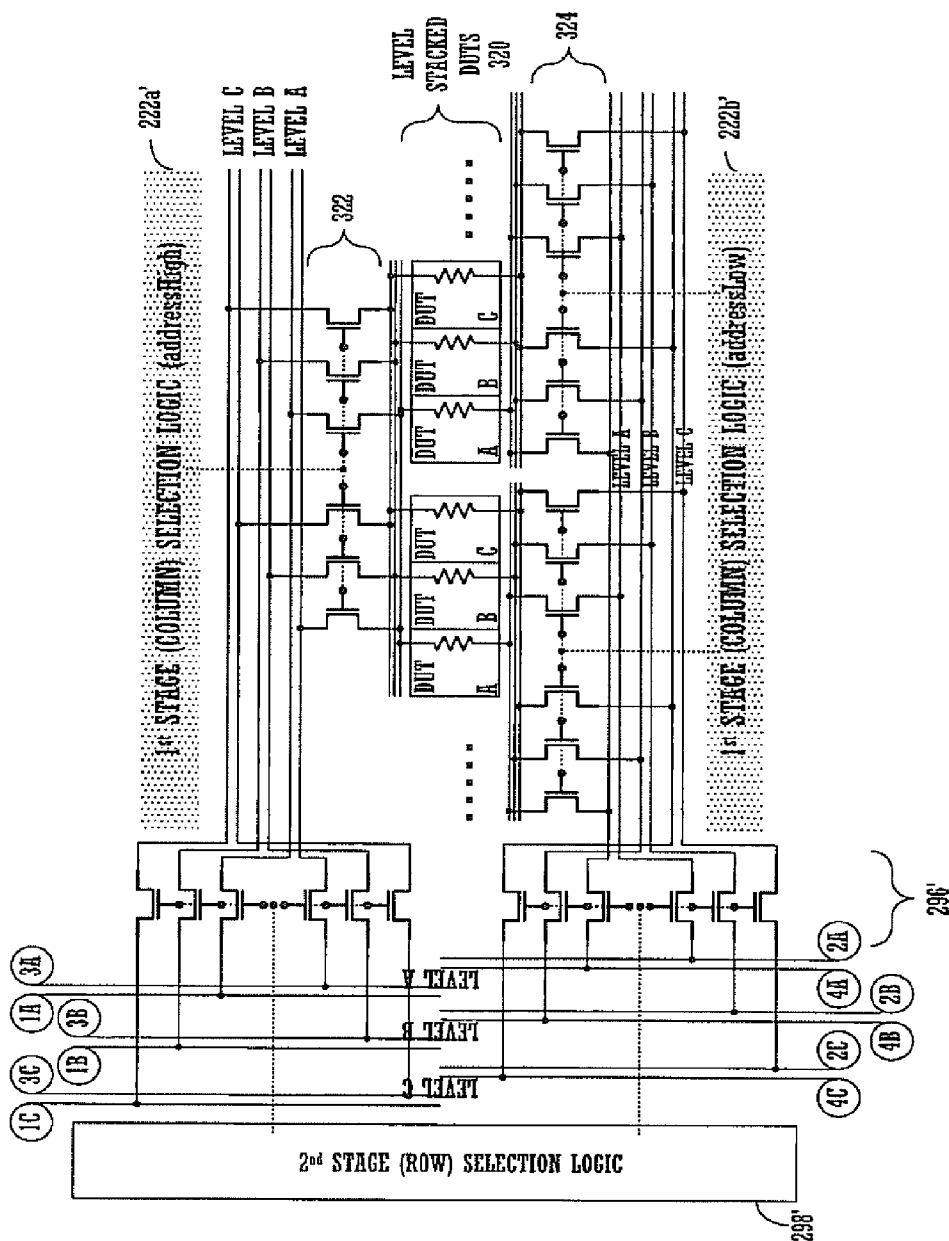 222a'
1st STAGE (COLUMN) SELECTION LOGIC (addressHigh)
LEVEL C
LEVEL B
LEVEL A
322
LEVEL
STACKED
DUTS
320
DUT
A
DUT
B
DUT
C
DUT
A
DUT
B
DUT
C
324
LEVEL A
LEVEL B
LEVEL C
1st STAGE (COLUMN) SELECTION LOGIC (addressLow)
222b'
296'
3A
1A
3B
1B
3C
1C
LEVEL A
LEVEL B
LEVEL C
2A
4A
2B
4B
2C
4C
2nd STAGE (ROW) SELECTION LOGIC
298'